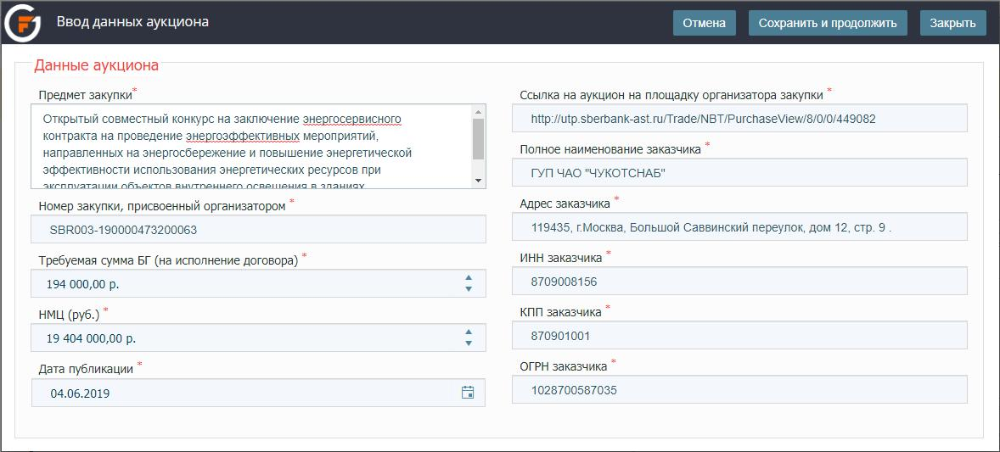 Ввод данных аукциона
Отмена
Сохранить и продолжить
Закрыть
Данные аукциона
Предмет закупки*
Открытый совместный конкурс на заключение энергосервисного
контракта на проведение энергоэффективных мероприятий,
направленных на энергосбережение и повышение энергетической
эффективности использования энергетических ресурсов при
эксплуатации объектов внутреннего освещения в зданиях
Номер закупки, присвоенный организатором *
SBR003-190000473200063
Требуемая сумма БГ (на исполнение договора) *
194 000,00 р.
НМЦ (руб.) *
19 404 000,00 р.
Дата публикации *
04.06.2019
Ссылка на аукцион на площадку организатора закупки *
http://utp.sberbank-ast.ru/Trade/NBT/PurchaseView/8/0/0/449082
Полное наименование заказчика *
ГУП ЧАО "ЧУКОТСНАБ"
Адрес заказчика *
119435, г.Москва, Большой Саввинский переулок, дом 12, стр. 9 .
ИНН заказчика *
8709008156
КПП заказчика *
870901001
ОГРН заказчика *
1028700587035